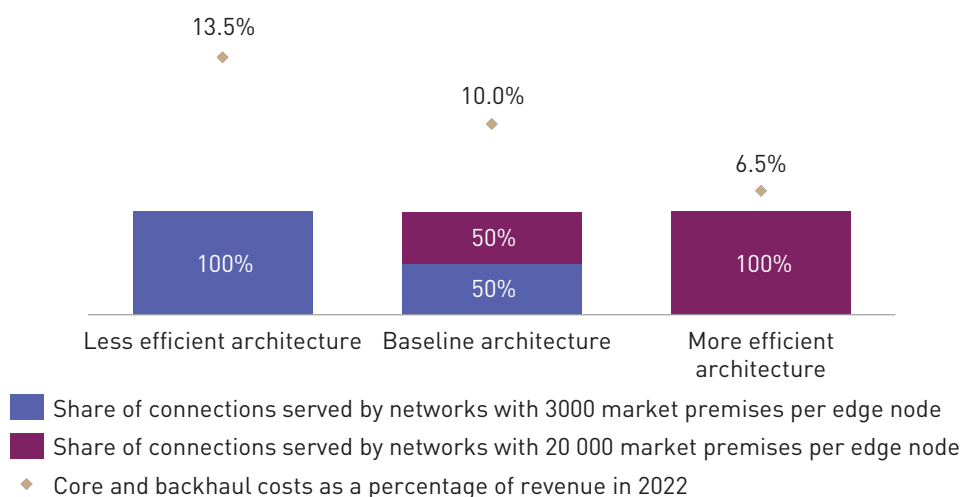 13.5%
10.0%
6.5%
100%
50%
50%
100%
Less efficient architecture
Baseline architecture
More efficient
architecture
Share of connections served by networks with 3000 market premises per edge node
Share of connections served by networks with 20 000 market premises per edge node
Core and backhaul costs as a percentage of revenue in 2022